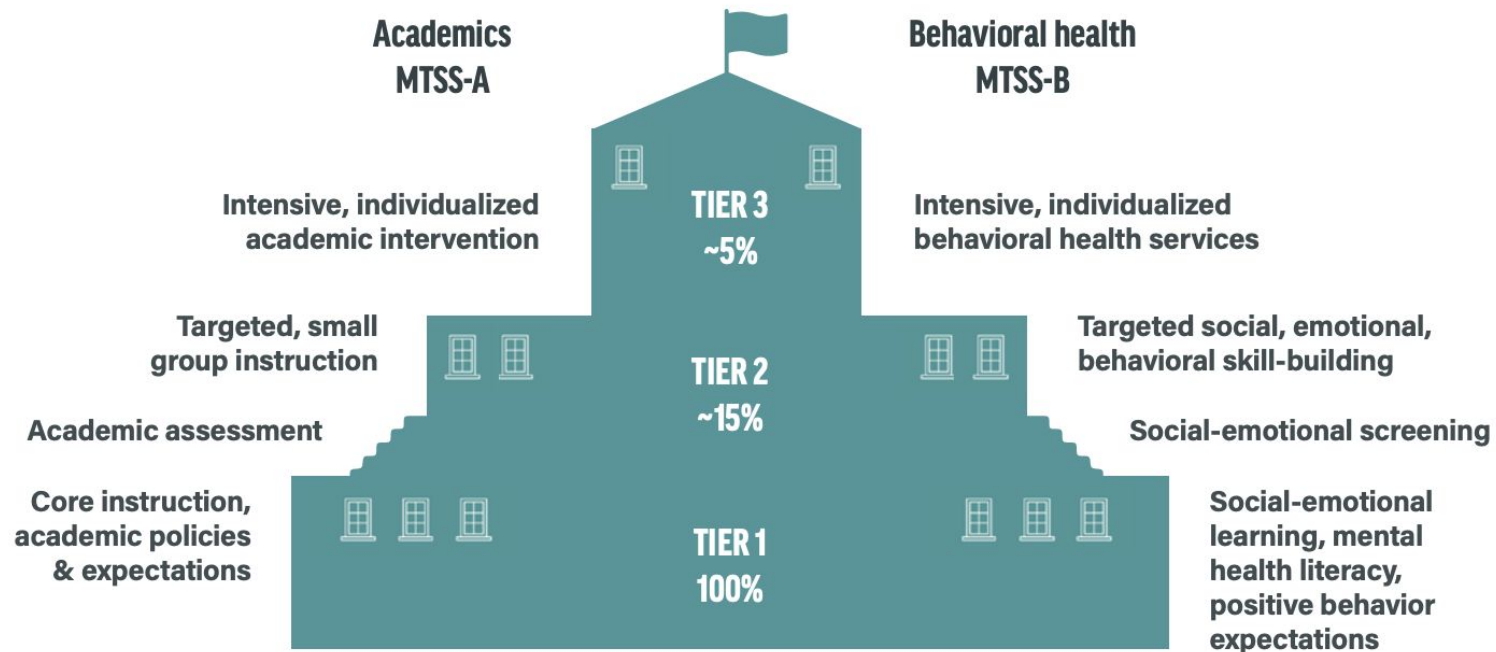 Academics
MTSS-A
Behavioral health
MTSS-B
Intensive, individualized
academic intervention
TIER 3
~5%
Intensive, individualized
behavioral health services
Targeted, small
group instruction
TIER 2
~15%
Targeted social, emotional,
behavioral skill-building
Academic assessment
Social-emotional screening
Core instruction,
academic policies
& expectations
TIER 1
100%
Social-emotional
learning, mental
health literacy,
positive behavior
expectations